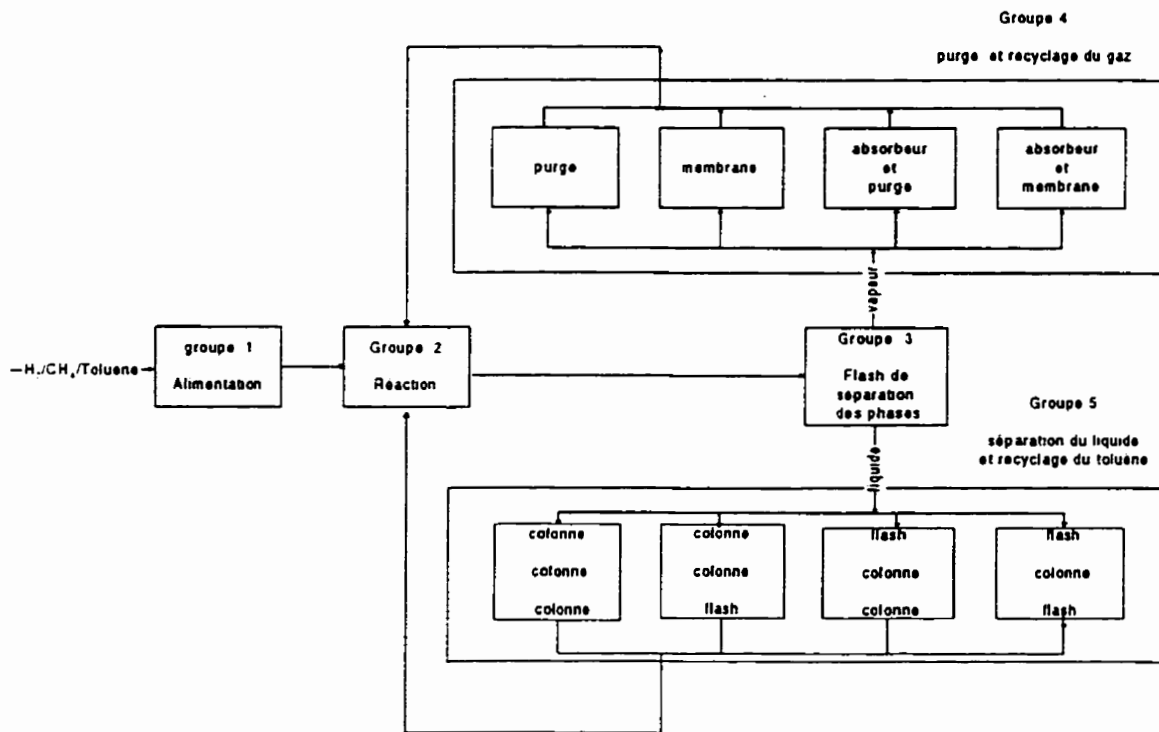 Groupe 4
purge et recyclage du gaz
purge
membrane
absorbeur
et
purge
absorbeur
et
membrane
vapeur
H₂/CH₄/Toluene
groupe 1
Alimentation
Groupe 2
Réaction
Groupe 3
Flash de
séparation
des phases
Groupe 5
séparation du liquide
et recyclage du toluène
liquide
colonne
colonne
colonne
colonne
colonne
flash
flash
colonne
colonne
flash
colonne
flash